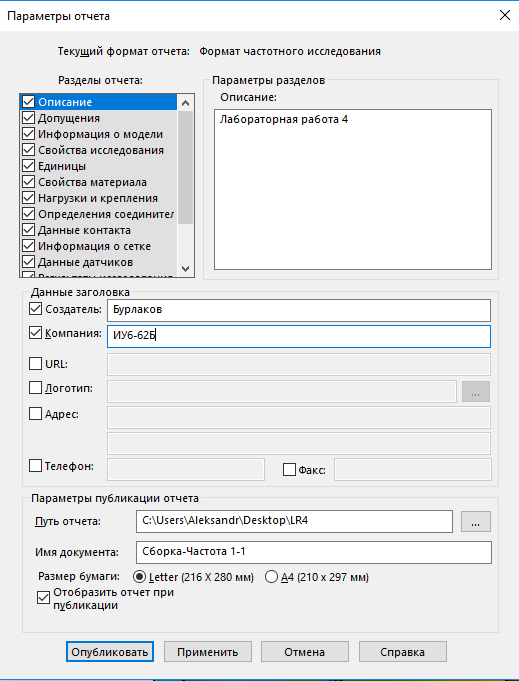 Параметры отчета
Текущий формат отчета: Формат частотного исследования
Разделы отчета:
Описание
Допущения
Информация о модели
Свойства исследования
Единицы
Свойства материала
Нагрузки и крепления
Определения соедините
Данные контакта
Информация о сетке
Данные датчиков
Параметры разделов
Описание:
Лабораторная работа 4
Данные заголовка
Создатель: Бурлаков
Компания: ИУ6-62Б
URL:
Логотип: ...
Адрес:
Телефон: Факс:
Параметры публикации отчета
Путь отчета: C:\Users\Aleksandr\Desktop\LR4 ...
Имя документа: Сборка-Частота 1-1
Размер бумаги: Letter (216 X 280 мм) A4 (210 x 297 мм)
Отобразить отчет при
публикации
Опубликовать Применить Отмена Справка